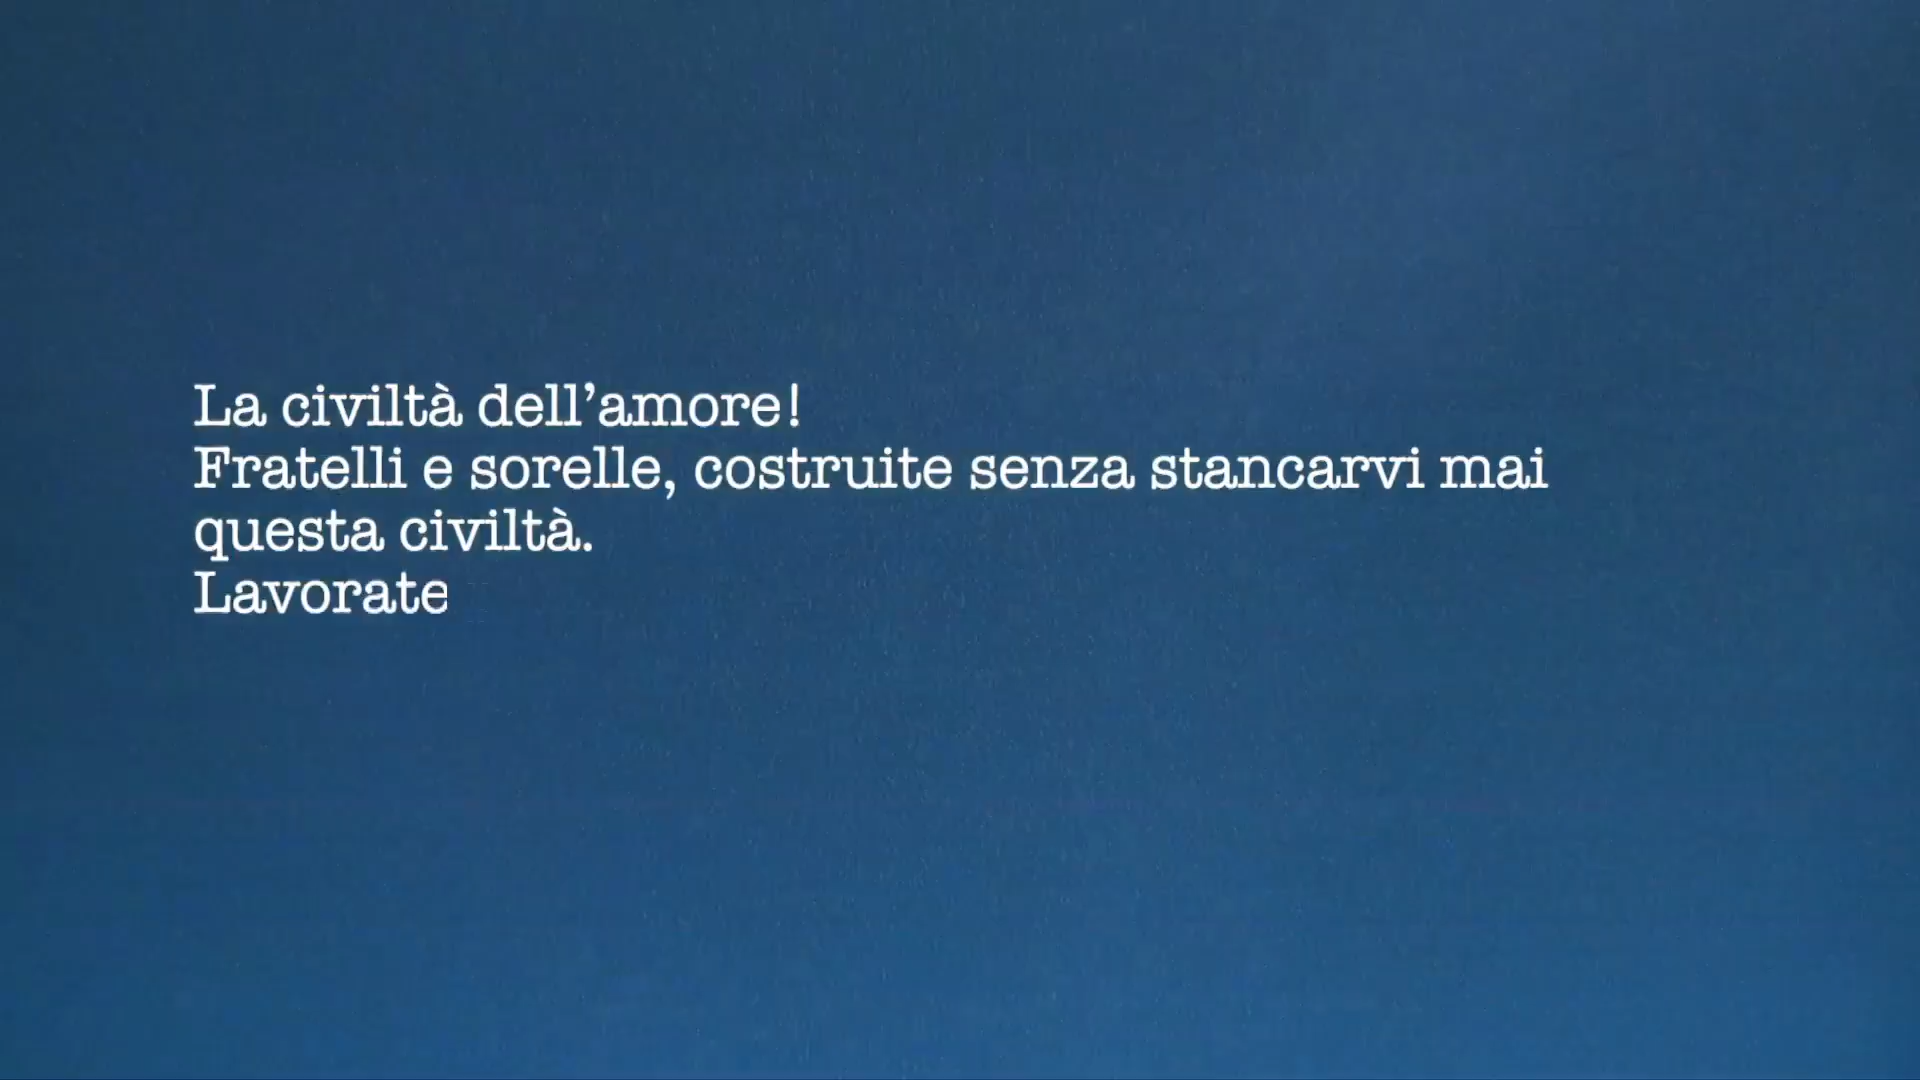 La civiltà dell’amore!
Fratelli e sorelle, costruite senza stancarvi mai
questa civiltà.
Lavorate